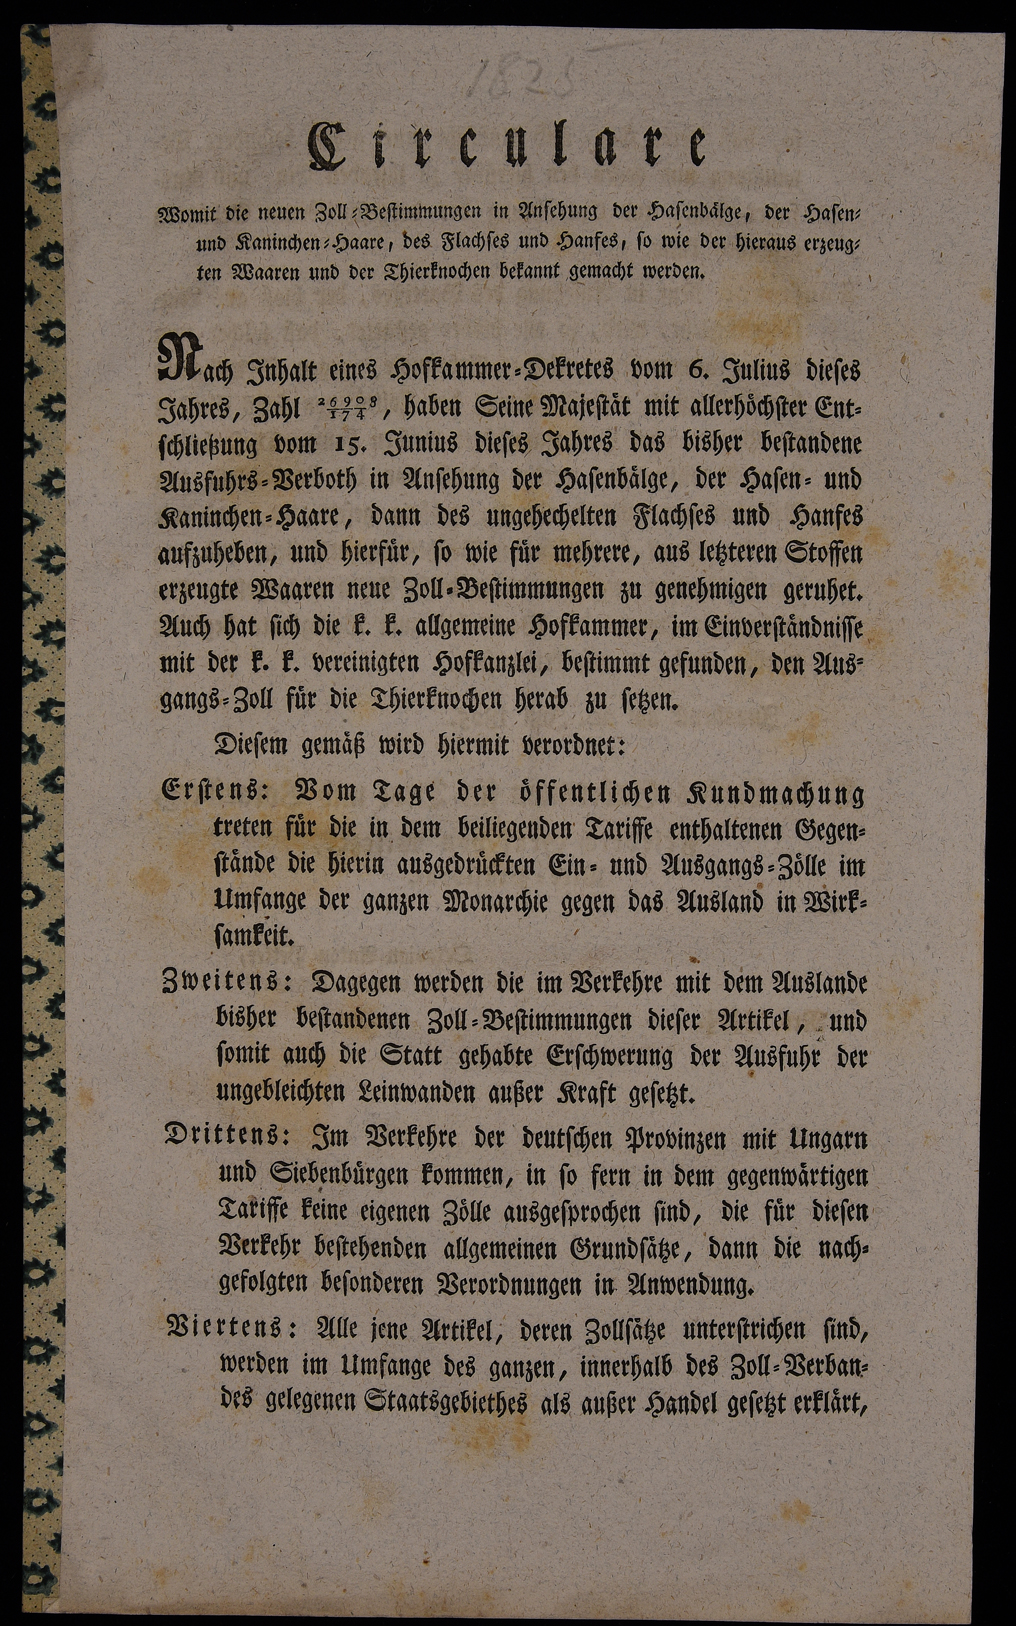 1825
Circulare
Womit die neuen Zoll-Bestimmungen in Ansehung der Hasenbälge, der Hasen-
und Kaninchen-Haare, des Flachses und Hanfes, so wie der hieraus erzeug-
ten Waaren und der Thierknochen bekannt gemacht werden.
Nach Inhalt eines Hofkammer-Dekretes vom 6. Julius dieses
Jahres, Zahl 26908/1774, haben Seine Majestät mit allerhöchster Ent-
schließung vom 15. Junius dieses Jahres das bisher bestandene
Ausfuhrs-Verboth in Ansehung der Hasenbälge, der Hasen- und
Kaninchen-Haare, dann des ungehechelten Flachses und Hanfes
aufzuheben, und hierfür, so wie für mehrere, aus letzteren Stoffen
erzeugte Waaren neue Zoll-Bestimmungen zu genehmigen geruhet.
Auch hat sich die k. k. allgemeine Hofkammer, im Einverständnisse
mit der k. k. vereinigten Hofkanzlei, bestimmt gefunden, den Aus-
gangs-Zoll für die Thierknochen herab zu setzen.
Diesem gemäß wird hiermit verordnet:
Erstens: Vom Tage der öffentlichen Kundmachung
treten für die in dem beiliegenden Tariffe enthaltenen Gegen-
stände die hierin ausgedrückten Ein- und Ausgangs-Zölle im
Umfange der ganzen Monarchie gegen das Ausland in Wirk-
samkeit.
Zweitens: Dagegen werden die im Verkehre mit dem Auslande
bisher bestandenen Zoll-Bestimmungen dieser Artikel, und
somit auch die Statt gehabte Erschwerung der Ausfuhr der
ungebleichten Leinwanden außer Kraft gesetzt.
Drittens: Im Verkehre der deutschen Provinzen mit Ungarn
und Siebenbürgen kommen, in so fern in dem gegenwärtigen
Tariffe keine eigenen Zölle ausgesprochen sind, die für diesen
Verkehr bestehenden allgemeinen Grundsätze, dann die nach-
gefolgten besonderen Verordnungen in Anwendung.
Viertens: Alle jene Artikel, deren Zollsätze unterstrichen sind,
werden im Umfange des ganzen, innerhalb des Zoll-Verban-
des gelegenen Staatsgebiethes als außer Handel gesetzt erklärt,